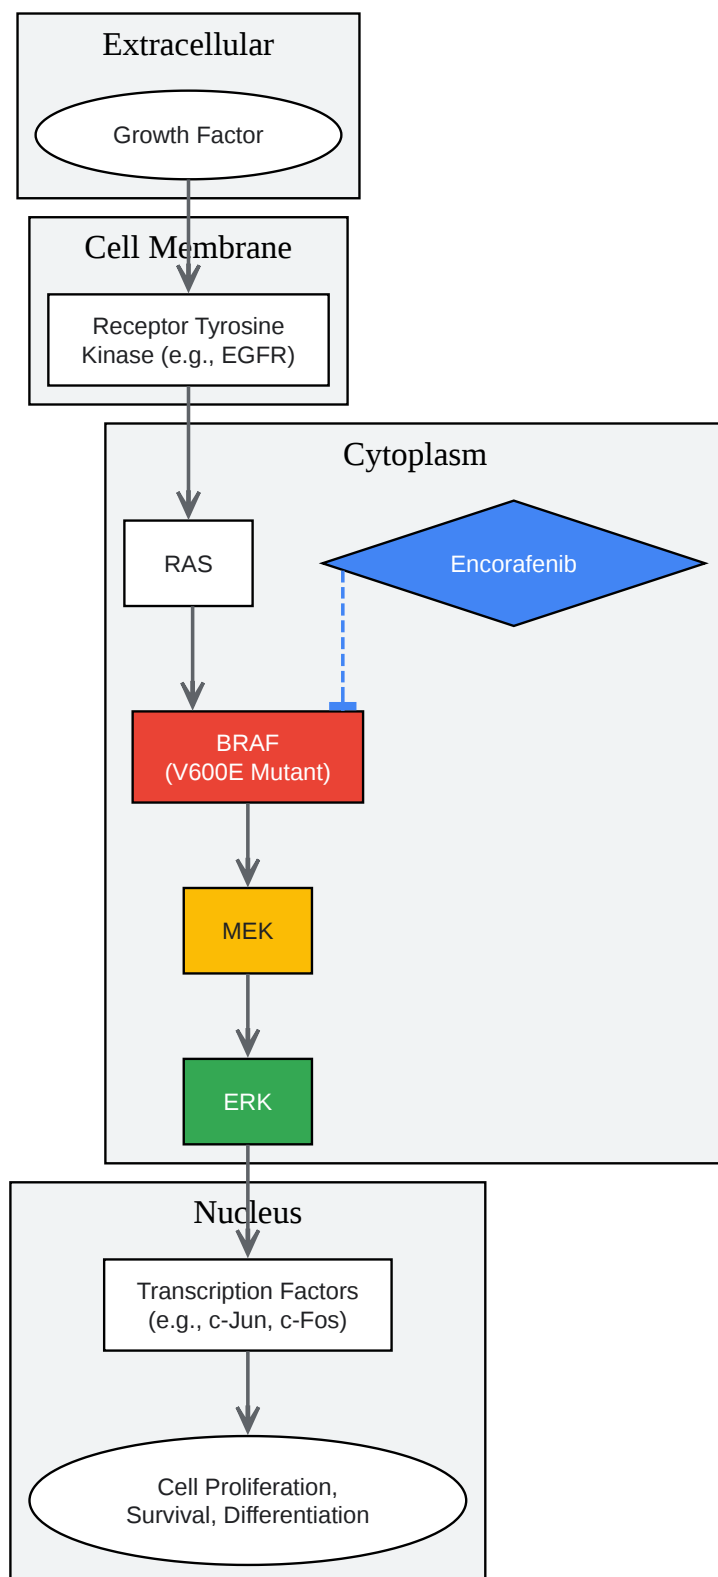 Extracellular
Growth Factor
Cell Membrane
Receptor Tyrosine
Kinase (e.g., EGFR)
Cytoplasm
RAS
Encorafenib
BRAF
(V600E Mutant)
MEK
ERK
Nucleus
Transcription Factors
(e.g., c-Jun, c-Fos)
Cell Proliferation,
Survival, Differentiation